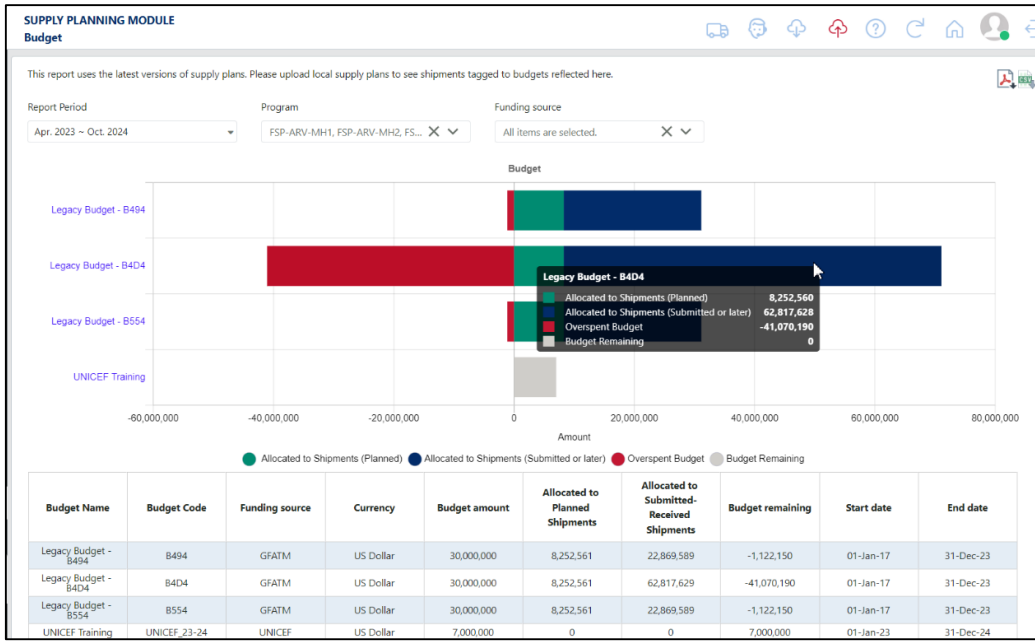 SUPPLY PLANNING MODULE
Budget
This report uses the latest versions of supply plans. Please upload local supply plans to see shipments tagged to budgets reflected here.
CSV
Report Period Program Funding source
Apr. 2023 ~ Oct. 2024 FSP-ARV-MH1, FSP-ARV-MH2, FS... All items are selected.
Budget
Legacy Budget - B494
Legacy Budget - B4D4
Legacy Budget - B4D4
Allocated to Shipments (Planned) 8,252,560
Allocated to Shipments (Submitted or later) 62,817,628
Overspent Budget -41,070,190
Budget Remaining 0
Legacy Budget - B554
UNICEF Training
-60,000,000 -40,000,000 -20,000,000 0 20,000,000 40,000,000 60,000,000 80,000,000
Amount
Allocated to Shipments (Planned) Allocated to Shipments (Submitted or later) Overspent Budget Budget Remaining
Budget Name Budget Code Funding source Currency Budget amount Allocated to Planned Shipments Allocated to Submitted-Received Shipments Budget remaining Start date End date
Legacy Budget - B494 B494 GFATM US Dollar 30,000,000 8,252,561 22,869,589 -1,122,150 01-Jan-17 31-Dec-23
Legacy Budget - B4D4 B4D4 GFATM US Dollar 30,000,000 8,252,561 62,817,629 -41,070,190 01-Jan-17 31-Dec-23
Legacy Budget - B554 B554 GFATM US Dollar 30,000,000 8,252,561 22,869,589 -1,122,150 01-Jan-17 31-Dec-23
UNICEF Training UNICEF_23-24 UNICEF US Dollar 7,000,000 0 0 7,000,000 01-Jan-23 31-Dec-24